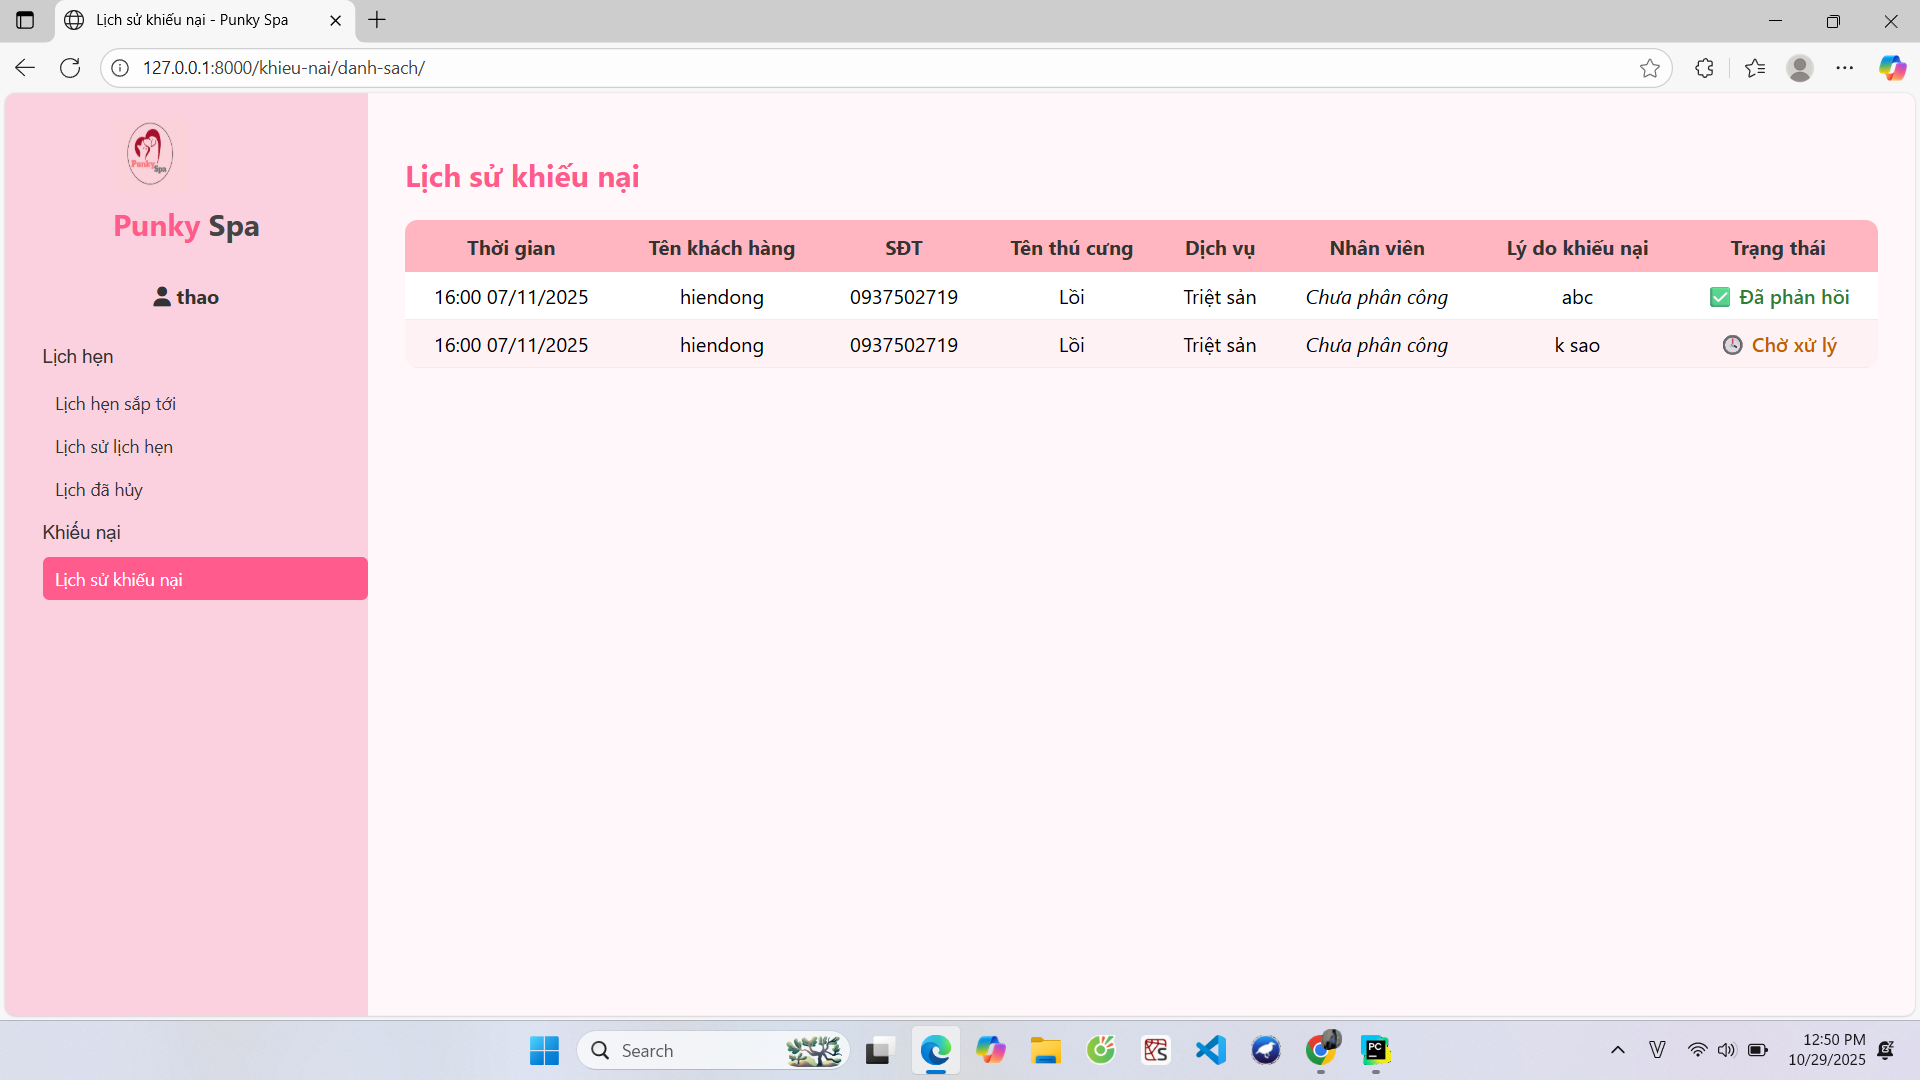 Lịch sử khiếu nại - Punky Spa
127.0.0.1:8000/khieu-nai/danh-sach/
Punky Spa
Punky Spa
thao
Lịch hẹn
Lịch hẹn sắp tới
Lịch sử lịch hẹn
Lịch đã hủy
Khiếu nại
Lịch sử khiếu nại
Lịch sử khiếu nại
Thời gian Tên khách hàng SĐT Tên thú cưng Dịch vụ Nhân viên Lý do khiếu nại Trạng thái
16:00 07/11/2025 hiendong 0937502719 Lồi Triệt sản Chưa phân công abc ✅ Đã phản hồi
16:00 07/11/2025 hiendong 0937502719 Lồi Triệt sản Chưa phân công k sao 🕒 Chờ xử lý
Search
PC
V
12:50 PM
10/29/2025